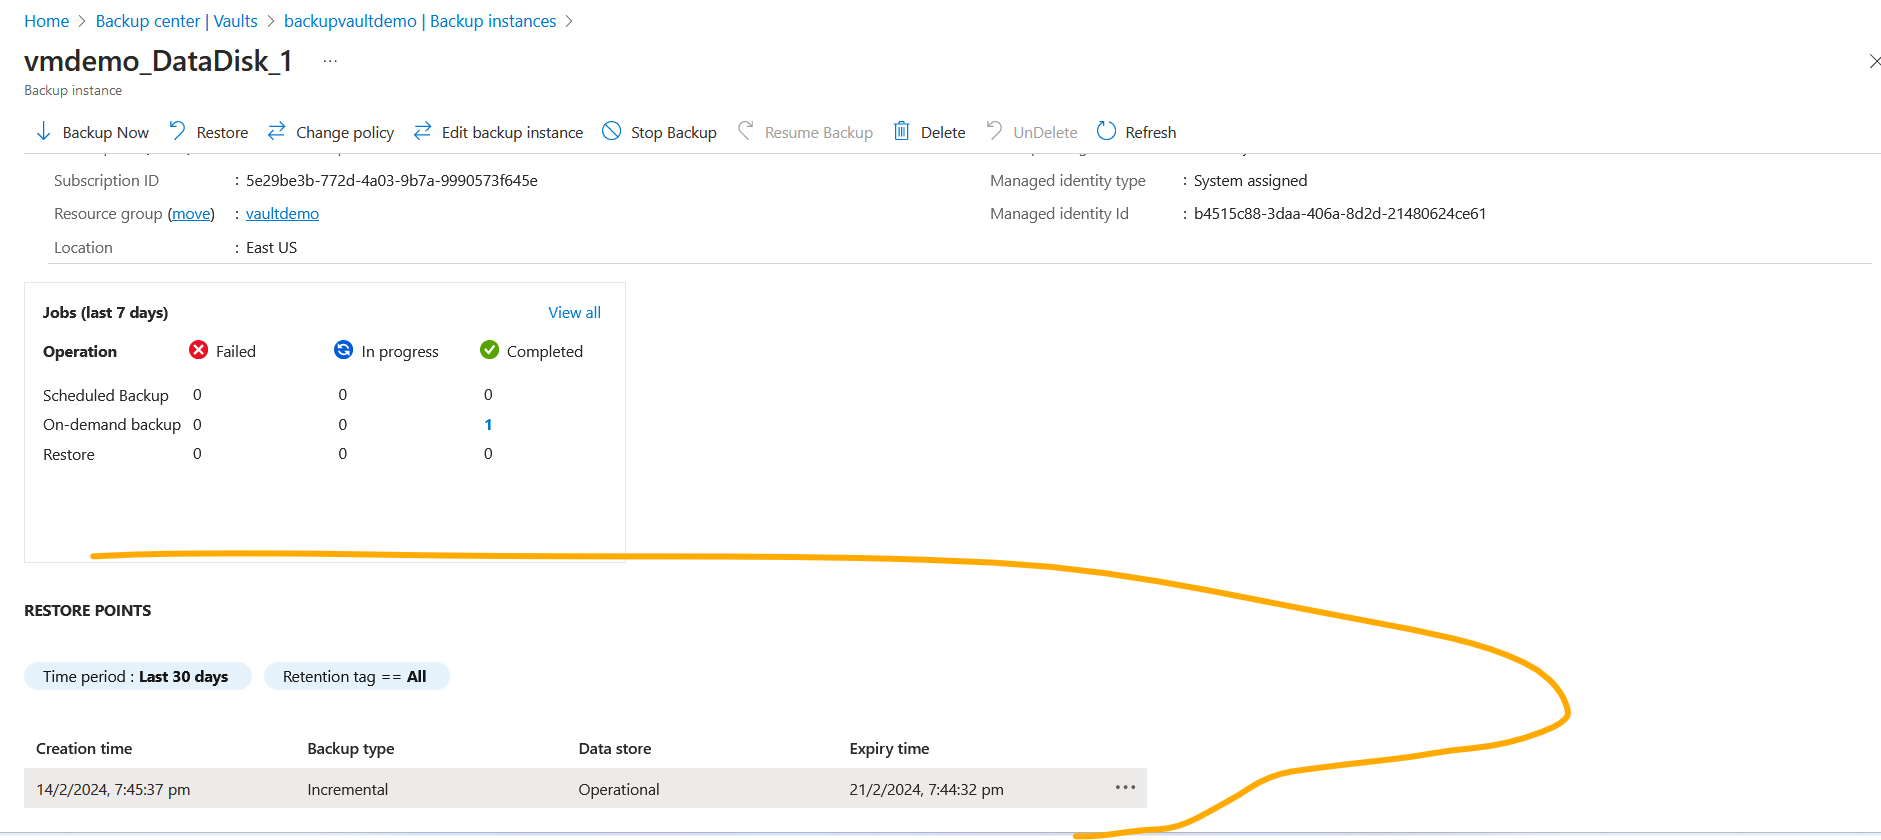 Home > Backup center | Vaults > backupvaultdemo | Backup instances >
vmdemo_DataDisk_1 ...
Backup instance
Backup Now Restore Change policy Edit backup instance Stop Backup Resume Backup Delete UnDelete Refresh
Subscription ID : 5e29be3b-772d-4a03-9b7a-9990573f645e Managed identity type : System assigned
Resource group (move) : vaultdemo Managed identity Id : b4515c88-3daa-406a-8d2d-21480624ce61
Location : East US
Jobs (last 7 days) View all
Operation Failed In progress Completed
Scheduled Backup 0 0 0
On-demand backup 0 0 1
Restore 0 0 0
RESTORE POINTS
Time period : Last 30 days Retention tag == All
Creation time Backup type Data store Expiry time
14/2/2024, 7:45:37 pm Incremental Operational 21/2/2024, 7:44:32 pm ...